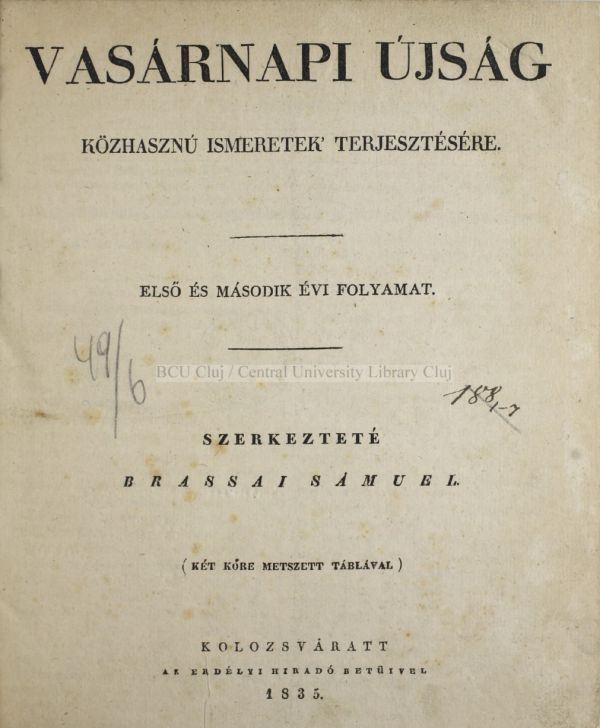 VASÁRNAPI ÚJSÁG
KÖZHASZNÚ ISMERETEK' TERJESZTÉSÉRE.
ELSŐ ÉS MÁSODIK ÉVI FOLYAMAT.
49/6
BCU Cluj / Central University Library Cluj
SZERKEZTETÉ
BRASSAI SÁMUEL.
(KÉT KŐRE METSZETT TÁBLÁVAL)
KOLOZSVÁRATT
AZ ERDÉLYI HIRADÓ BETŰIVEL
1835.